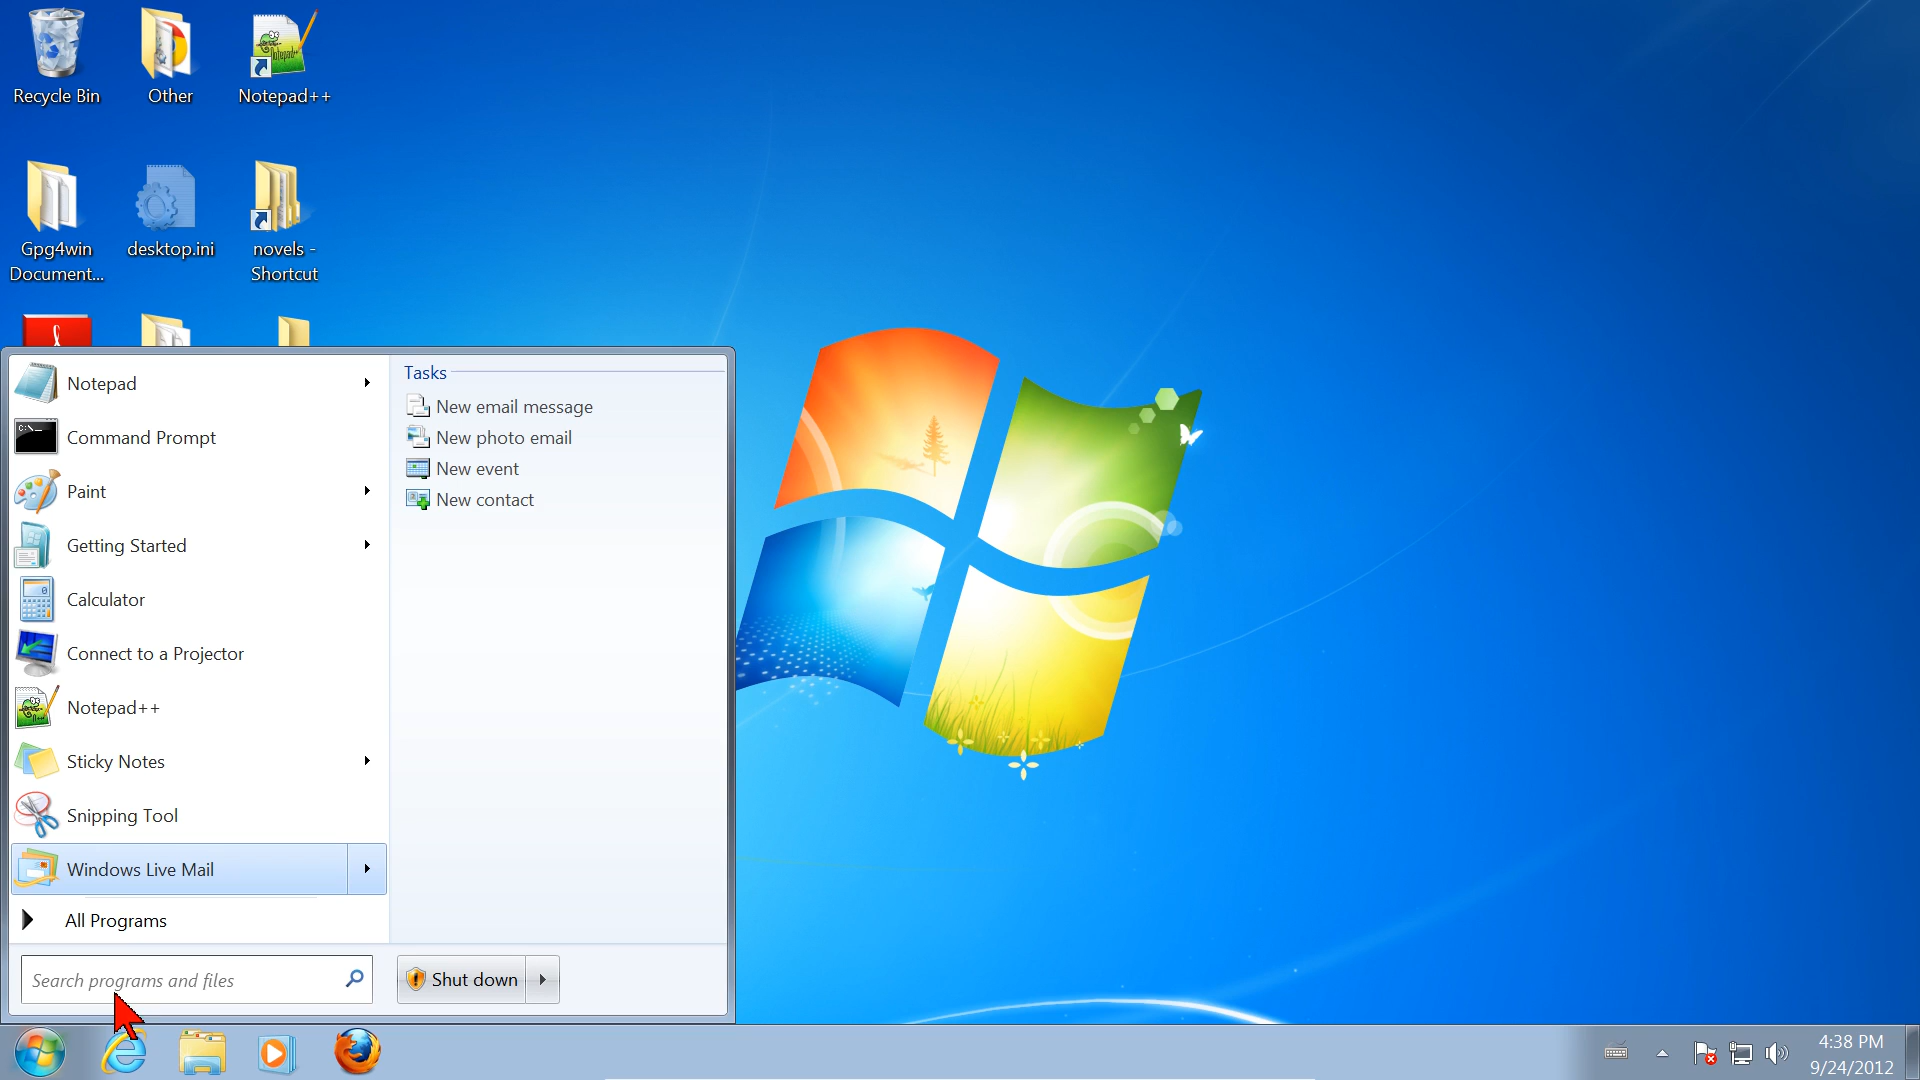 Recycle Bin
Other
Notepad++
Gpg4win
Document...
desktop.ini
novels -
Shortcut
Notepad
Command Prompt
Paint
Getting Started
Calculator
Connect to a Projector
Notepad++
Sticky Notes
Snipping Tool
Windows Live Mail
All Programs
Search programs and files
Tasks
New email message
New photo email
New event
New contact
Shut down
4:38 PM
9/24/2012